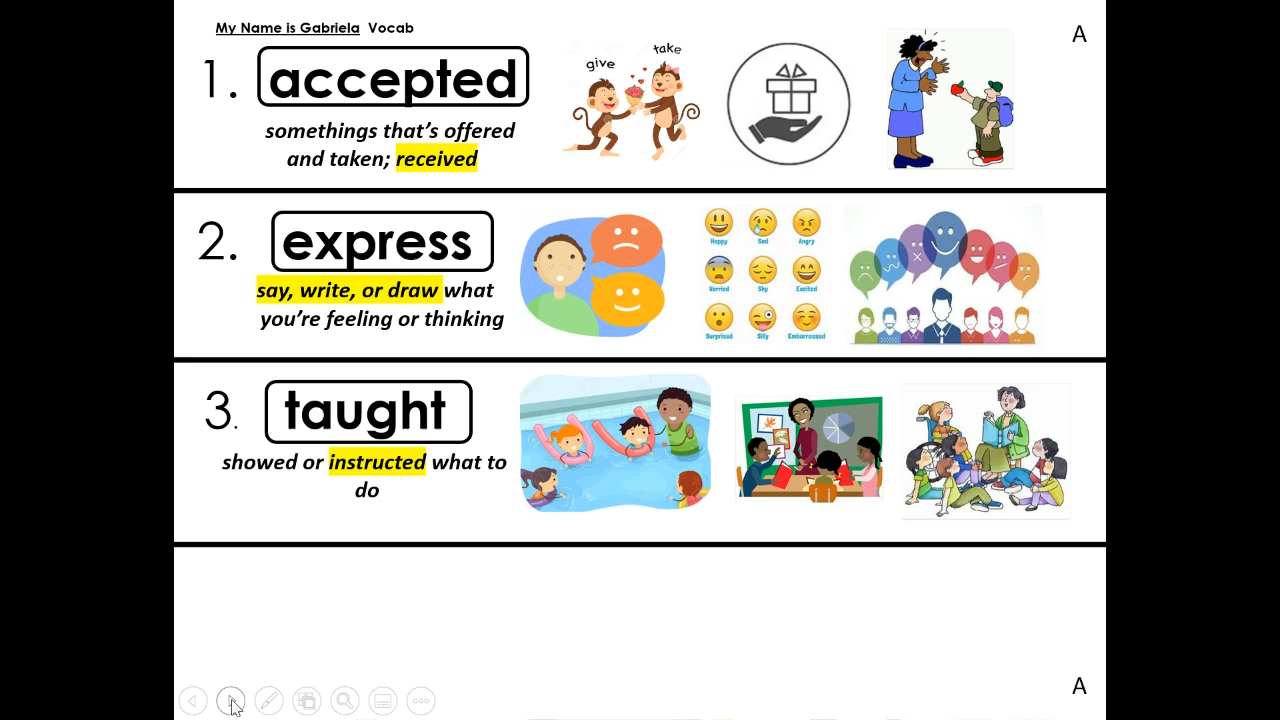 My Name is Gabriela Vocab
A
1. accepted
somethings that's offered
and taken; received
give
take
2. express
say, write, or draw what
you're feeling or thinking
Happy Sad Angry
Worried Shy Excited
Surprised Silly Embarrassed
3. taught
showed or instructed what to
do
A